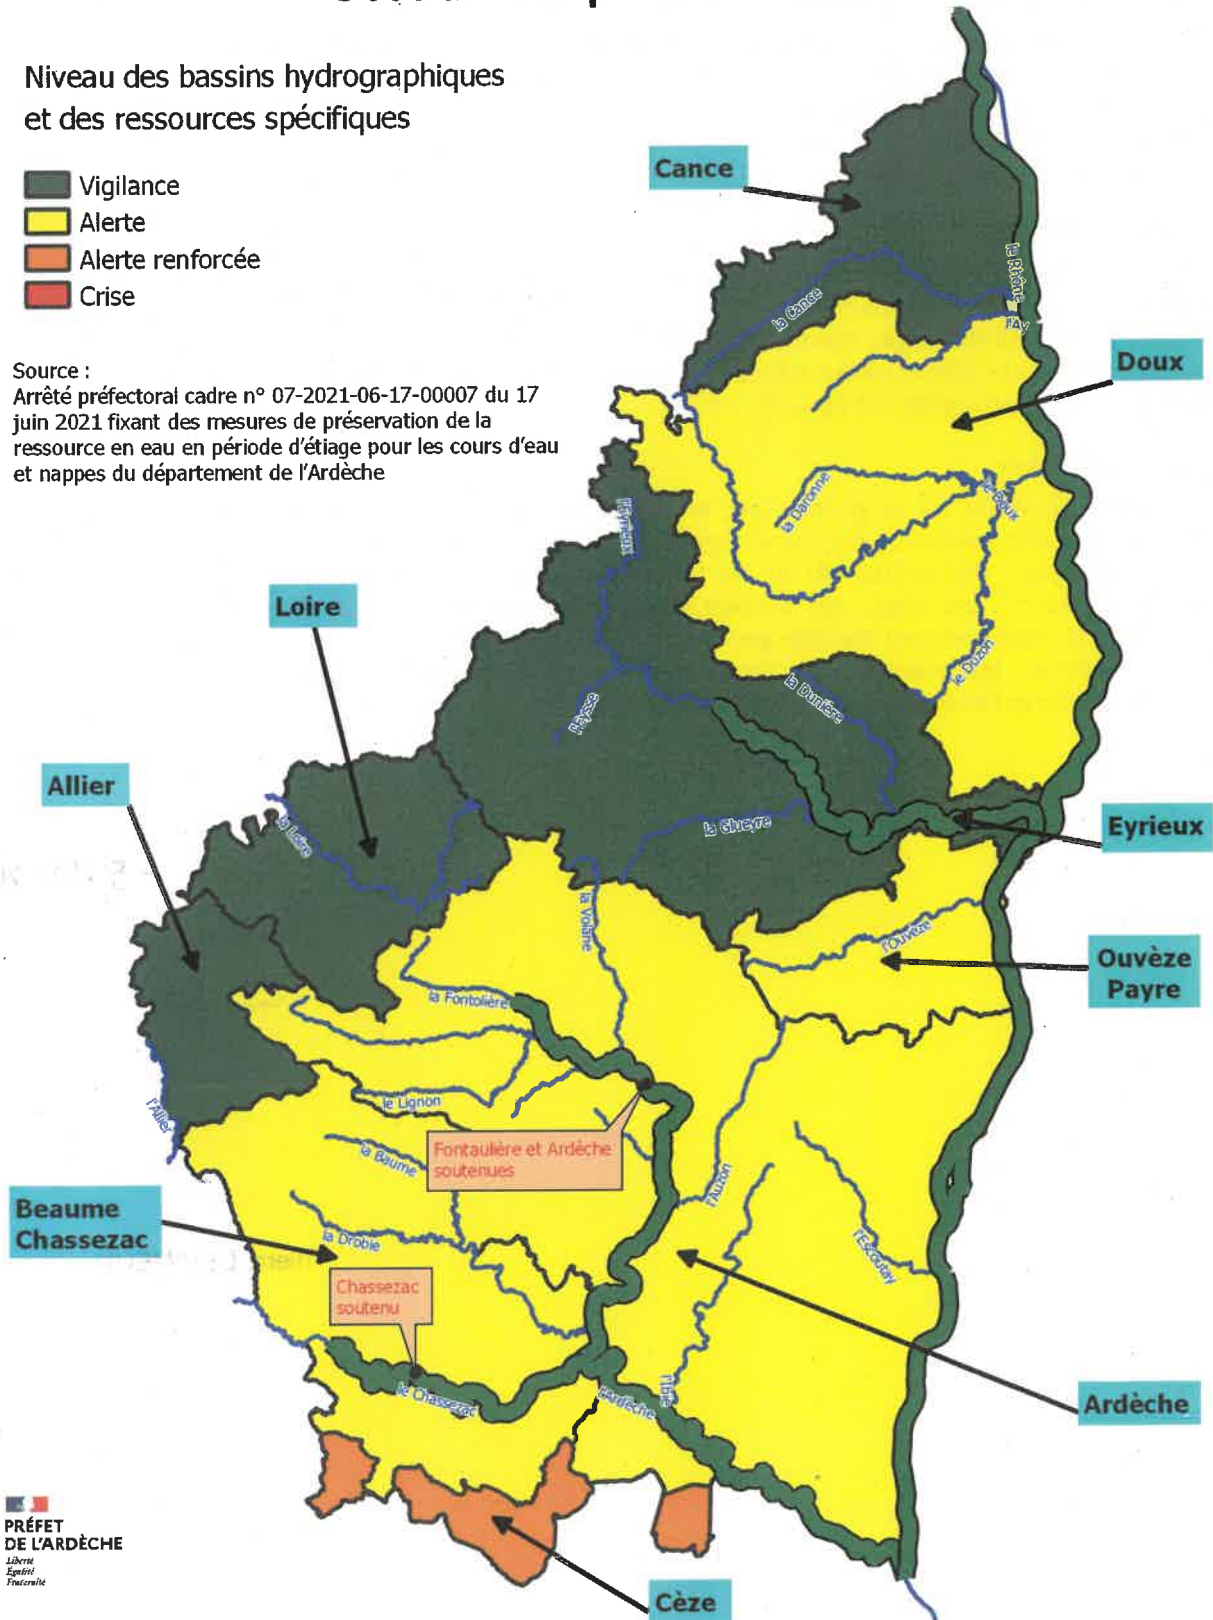 Niveau des bassins hydrographiques
et des ressources spécifiques
Vigilance
Alerte
Alerte renforcée
Crise
Source :
Arrêté préfectoral cadre n° 07-2021-06-17-00007 du 17
juin 2021 fixant des mesures de préservation de la
ressource en eau en période d'étiage pour les cours d'eau
et nappes du département de l'Ardèche
Cance
la Cance
le Rhône
l'Ay
Doux
la Daronne
le Doux
l'Eyrieux
Loire
le Duzon
la Dunière
l'Eysse
Allier
la Loire
la Glueyre
Eyrieux
la Volane
l'Ouvèze
Ouvèze
Payre
la Fontolière
le Lignon
l'Allier
Fontaulière et Ardèche
soutenues
la Baume
l'Auzon
Beaume
Chassezac
la Drobie
l'Escoutay
Chassezac
soutenu
le Chassezac
l'Ardèche
l'Ibie
Ardèche
PRÉFET
DE L'ARDÈCHE
Liberté
Égalité
Fraternité
Cèze